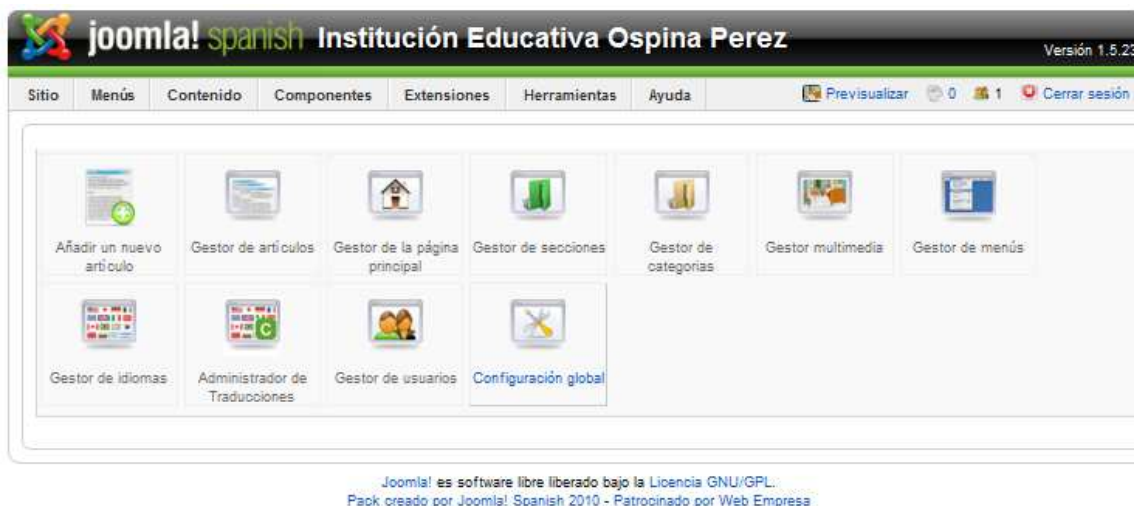 joomla! spanish Institución Educativa Ospina Perez
Versión 1.5.23
Sitio Menús Contenido Componentes Extensiones Herramientas Ayuda Previsualizar 0 1 Cerrar sesión
Añadir un nuevo artículo
Gestor de artículos
Gestor de la página principal
Gestor de secciones
Gestor de categorias
Gestor multimedia
Gestor de menús
Gestor de idiomas
C
Administrador de Traducciones
Gestor de usuarios
Configuración global
Joomla! es software libre liberado bajo la Licencia GNU/GPL.
Pack creado por Joomla! Spanish 2010 - Patrocinado por Web Empresa